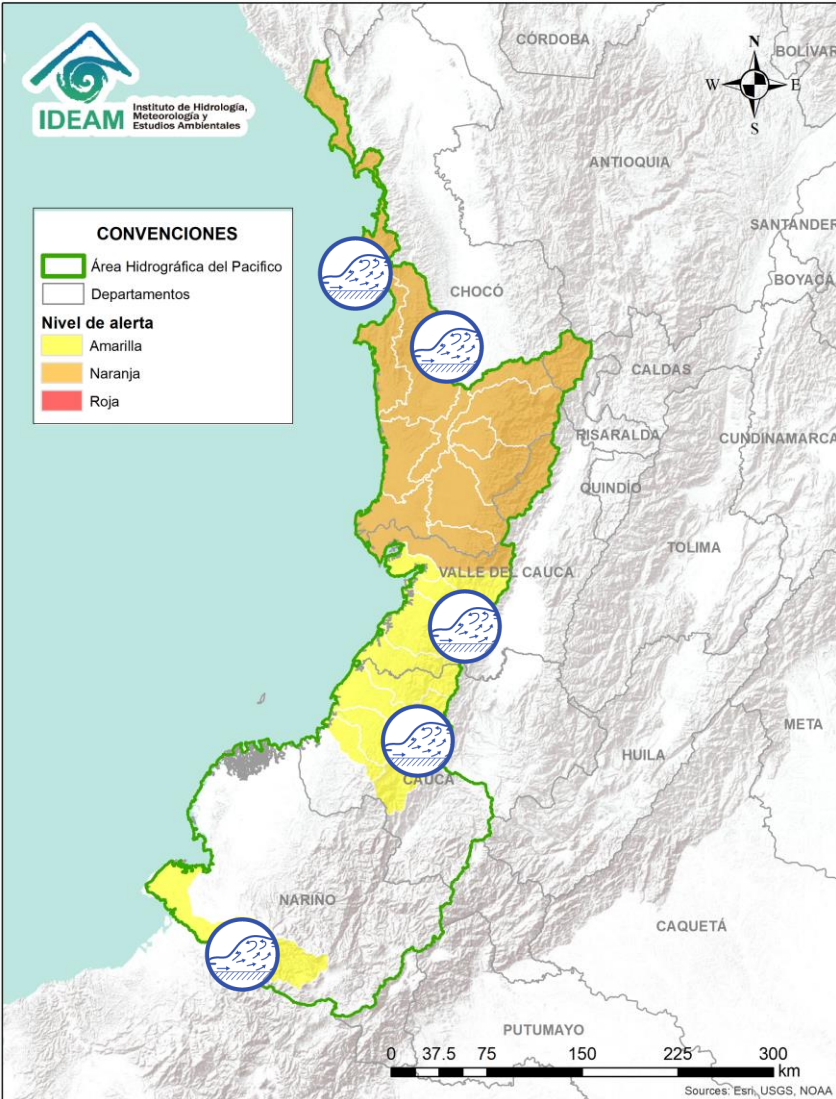 CÓRDOBA
BOLÍVAR
N
W E
S
IDEAM
Instituto de Hidrología,
Meteorología y
Estudios Ambientales
ANTIOQUIA
SANTANDER
CONVENCIONES
Área Hidrográfica del Pacifico
Departamentos
Nivel de alerta
Amarilla
Naranja
Roja
BOYACÁ
CHOCÓ
CALDAS
RISARALDA
CUNDINAMARCA
QUINDÍO
TOLIMA
VALLE DEL CAUCA
META
HUILA
CAUCA
NARIÑO
CAQUETÁ
PUTUMAYO
0 37.5 75 150 225 300
km
Sources: Esri, USGS, NOAA